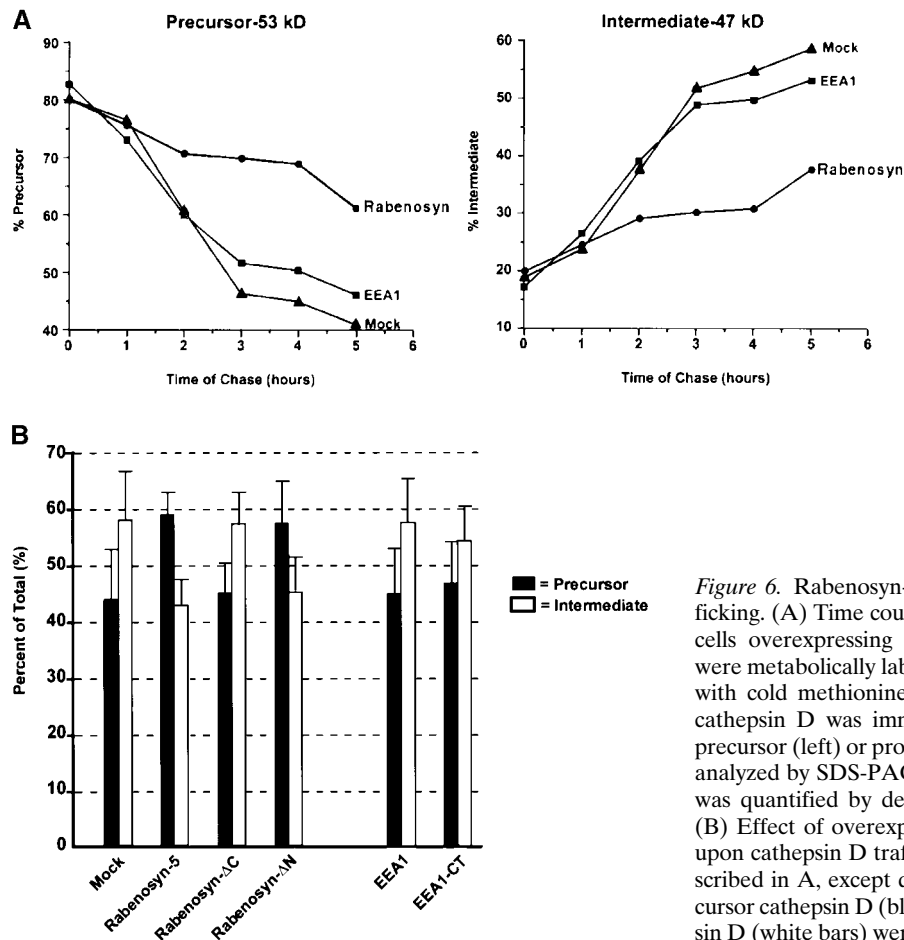 A
Precursor-53 kD
90
80
70
60
50
40
% Precursor
0 1 2 3 4 5 6
Time of Chase (hours)
Rabenosyn
EEA1
Mock
Intermediate-47 kD
60
50
40
30
20
10
% Intermediate
0 1 2 3 4 5 6
Time of Chase (hours)
Mock
EEA1
Rabenosyn
B
70
60
50
40
30
20
10
0
Percent of Total (%)
Mock
Rabenosyn-5
Rabenosyn-ΔC
Rabenosyn-ΔN
EEA1
EEA1-CT
= Precursor
= Intermediate
Figure 6. Rabenosyn-
ficking. (A) Time cou
cells overexpressing
were metabolically lab
with cold methionine
cathepsin D was imm
precursor (left) or pro
analyzed by SDS-PAC
was quantified by de
(B) Effect of overexp
upon cathepsin D traf
scribed in A, except c
cursor cathepsin D (bl
sin D (white bars) wer